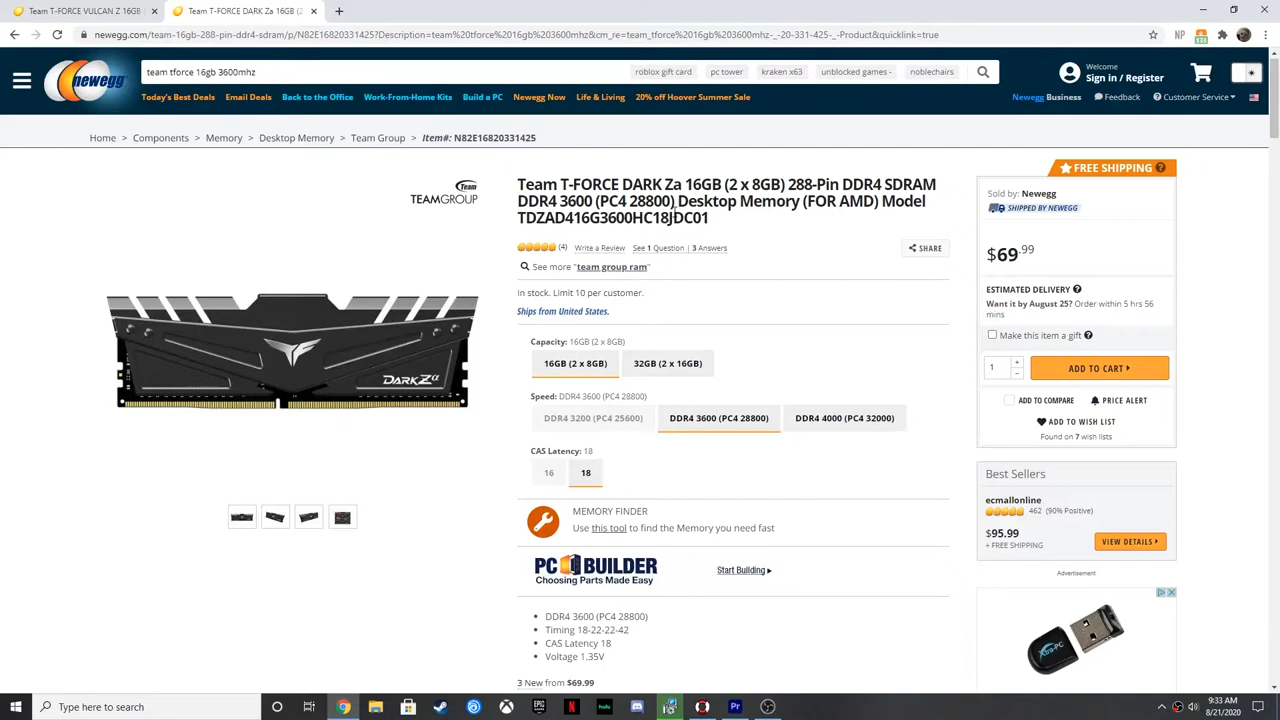 Team T-FORCE VULCAN Z 16GB
Team T-FORCE DARK Za 16GB (2
newegg.com/team-16gb-288-pin-ddr4-sdram/p/N82E16820331425?Description=team%20tforce%2016gb%203600mhz&cm_re=team_tforce%2016gb%203600mhz-_-20-331-425-_-Product&quicklink=true
NP
newegg
team tforce 16gb 3600mhz
roblox gift card
pc tower
kraken x63
unblocked games -
noblechairs
Welcome
Sign in / Register
Today's Best Deals
Email Deals
Back to the Office
Work-From-Home Kits
Build a PC
Newegg Now
Life & Living
20% off Hoover Summer Sale
Newegg Business
Feedback
Customer Service
Home > Components > Memory > Desktop Memory > Team Group > Item#: N82E16820331425
FREE SHIPPING
Team
TEAMGROUP
Team T-FORCE DARK Za 16GB (2 x 8GB) 288-Pin DDR4 SDRAM
DDR4 3600 (PC4 28800) Desktop Memory (FOR AMD) Model
TDZAD416G3600HC18JDC01
(4)
Write a Review
See 1 Question | 3 Answers
SHARE
See more "team group ram"
In stock. Limit 10 per customer.
Ships from United States.
Capacity: 16GB (2 x 8GB)
16GB (2 x 8GB)
32GB (2 x 16GB)
Speed: DDR4 3600 (PC4 28800)
DDR4 3200 (PC4 25600)
DDR4 3600 (PC4 28800)
DDR4 4000 (PC4 32000)
CAS Latency: 18
16
18
DARK Zα
MEMORY FINDER
Use this tool to find the Memory you need fast
PC BUILDER
Choosing Parts Made Easy
Start Building
DDR4 3600 (PC4 28800)
Timing 18-22-22-42
CAS Latency 18
Voltage 1.35V
3 New from $69.99
Sold by: Newegg
SHIPPED BY NEWEGG
$69.99
ESTIMATED DELIVERY
Want it by August 25? Order within 5 hrs 56
mins
Make this item a gift
1
ADD TO CART
ADD TO COMPARE
PRICE ALERT
ADD TO WISH LIST
Found on 7 wish lists
Best Sellers
ecmallonline
462 (90% Positive)
$95.99
+ FREE SHIPPING
VIEW DETAILS
Advertisement
Xtra-PC
Type here to search
EPIC
GAMES
N
hulu
Pr
9:33 AM
8/21/2020